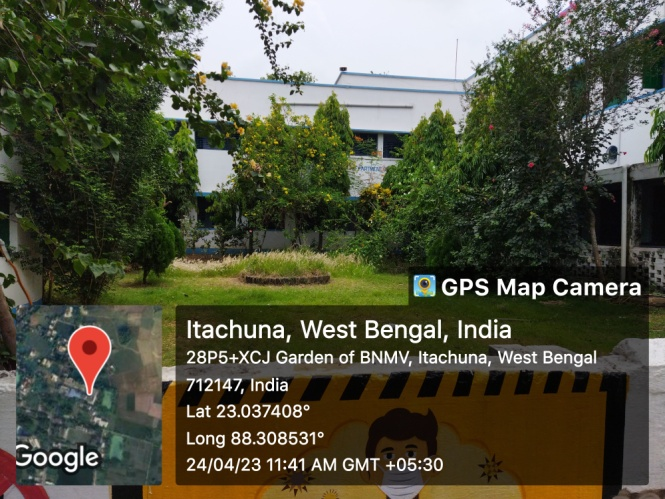 GPS Map Camera
Itachuna, West Bengal, India
28P5+XCJ Garden of BNMV, Itachuna, West Bengal
712147, India
Lat 23.037408°
Long 88.308531°
24/04/23 11:41 AM GMT +05:30
Google